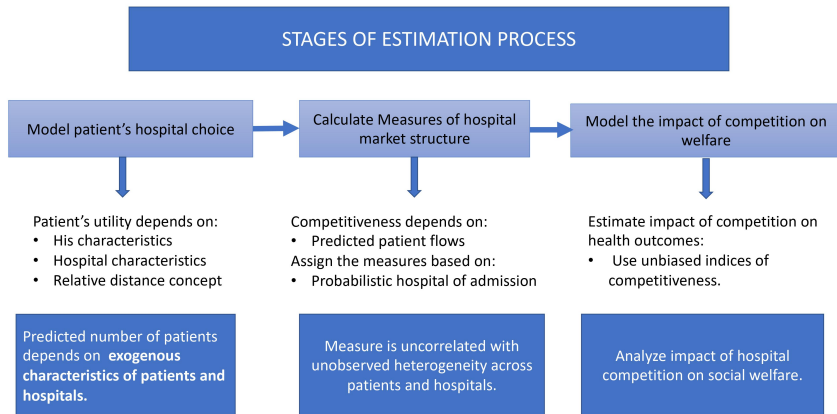 STAGES OF ESTIMATION PROCESS
Model patient's hospital choice
Calculate Measures of hospital
market structure
Model the impact of competition on
welfare
Patient's utility depends on:
• His characteristics
• Hospital characteristics
• Relative distance concept
Competitiveness depends on:
• Predicted patient flows
Assign the measures based on:
• Probabilistic hospital of admission
Estimate impact of competition on
health outcomes:
• Use unbiased indices of
competitiveness.
Predicted number of patients
depends on exogenous
characteristics of patients and
hospitals.
Measure is uncorrelated with
unobserved heterogeneity across
patients and hospitals.
Analyze impact of hospital
competition on social welfare.